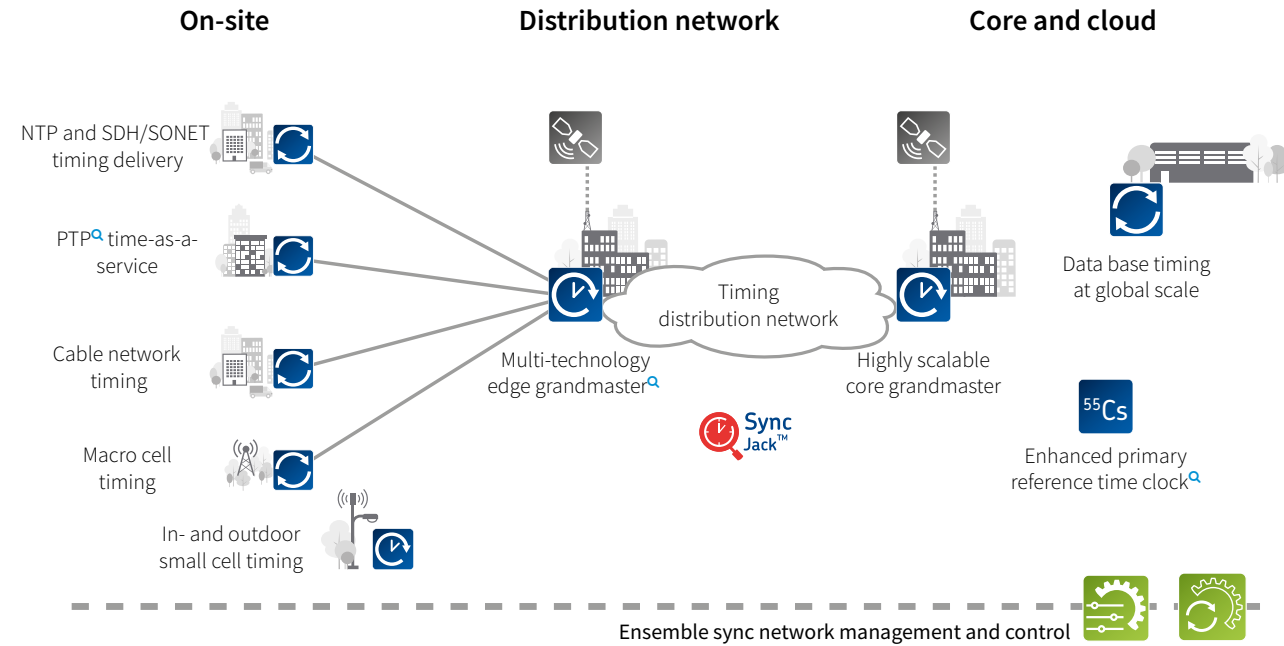 On-site
Distribution network
Core and cloud
NTP and SDH/SONET
timing delivery
PTP time-as-a-
service
Cable network
timing
Macro cell
timing
In- and outdoor
small cell timing
Multi-technology
edge grandmaster
Timing
distribution network
Sync
Jack™
Highly scalable
core grandmaster
Data base timing
at global scale
⁵⁵Cs
Enhanced primary
reference time clock
Ensemble sync network management and control